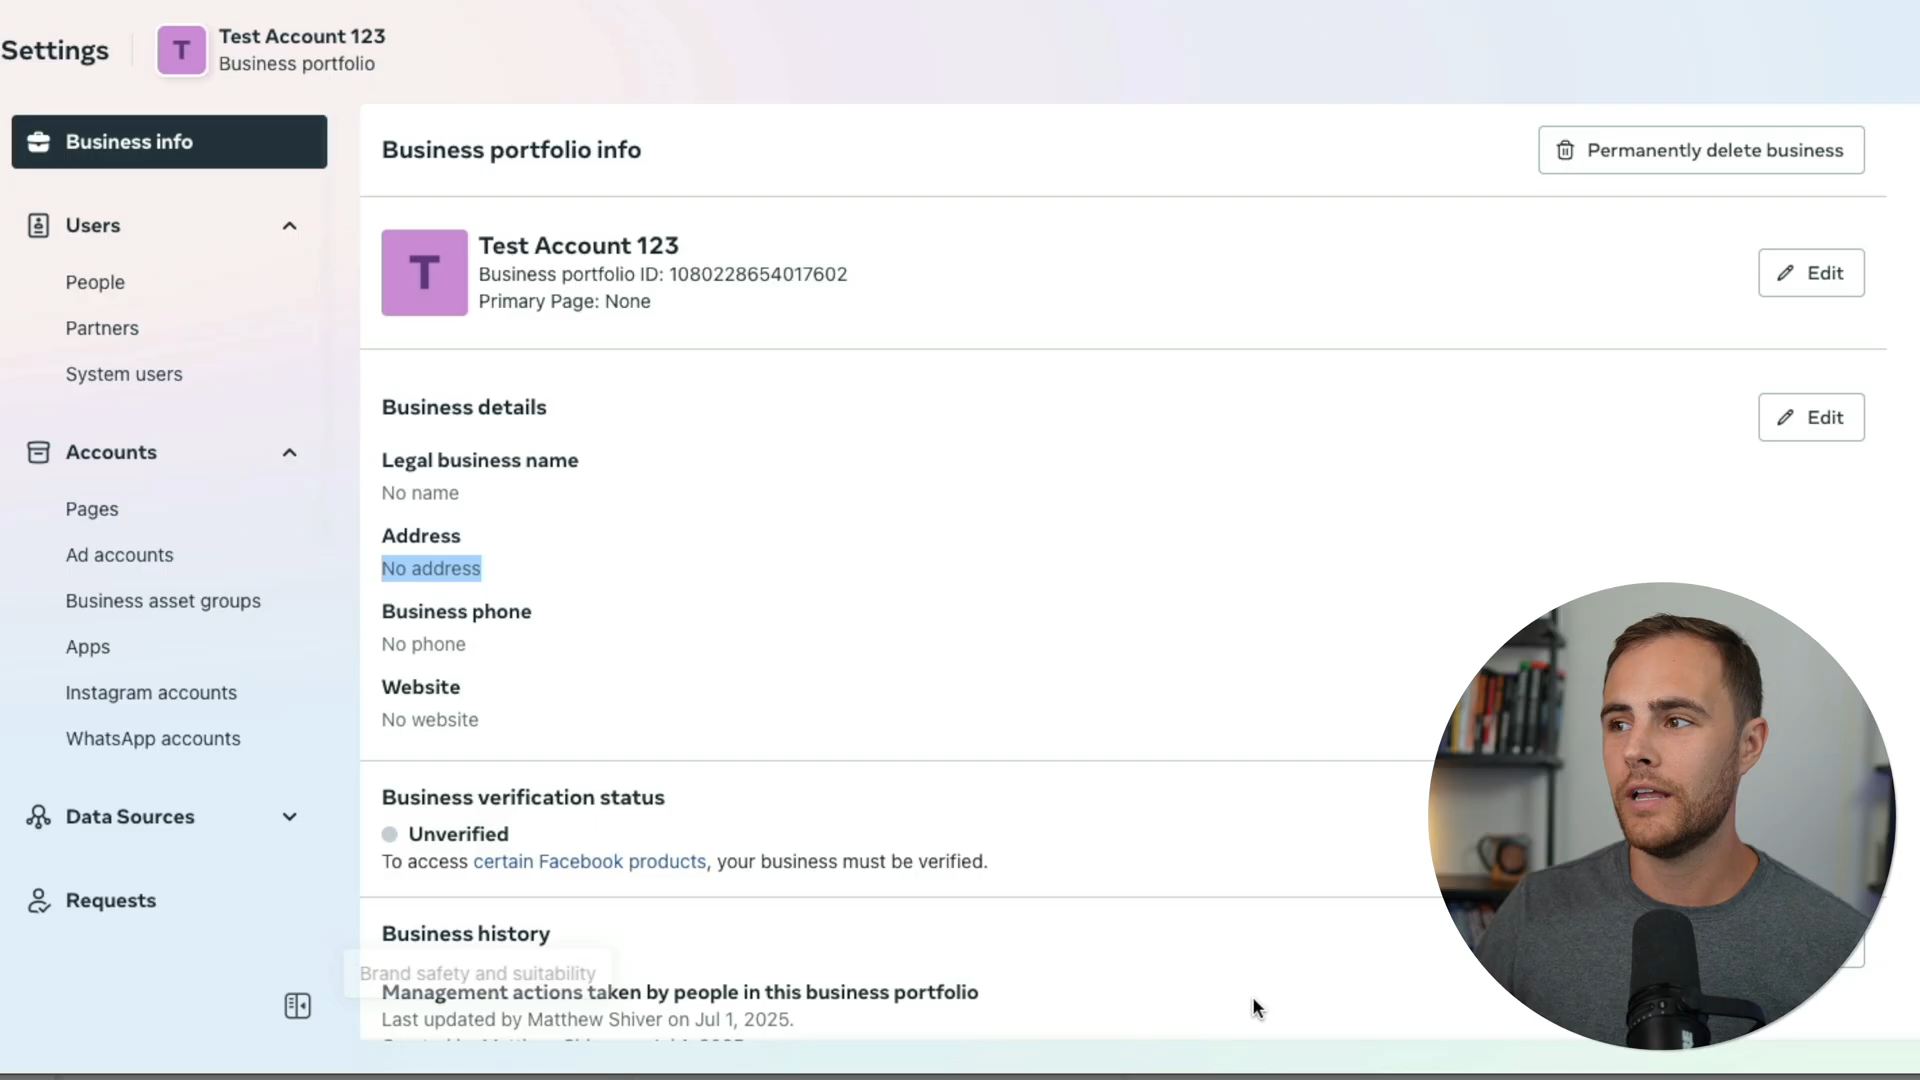 Settings
T
Test Account 123
Business portfolio
Business info
Users
People
Partners
System users
Accounts
Pages
Ad accounts
Business asset groups
Apps
Instagram accounts
WhatsApp accounts
Data Sources
Requests
Business portfolio info
Permanently delete business
T
Test Account 123
Business portfolio ID: 1080228654017602
Primary Page: None
Edit
Business details
Edit
Legal business name
No name
Address
No address
Business phone
No phone
Website
No website
Business verification status
Unverified
To access certain Facebook products, your business must be verified.
Business history
Brand safety and suitability
Management actions taken by people in this business portfolio
Last updated by Matthew Shiver on Jul 1, 2025.